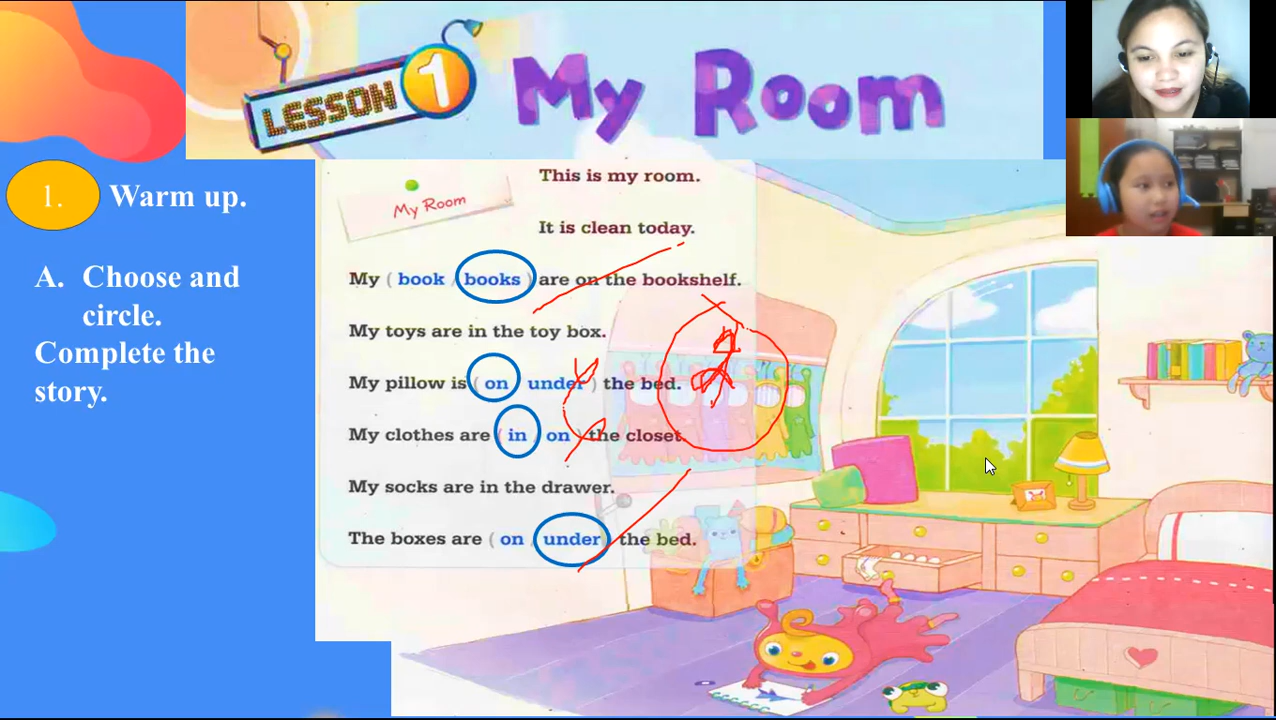 LESSON 1 My Room
1. Warm up.
A. Choose and
circle.
Complete the
story.
My Room
This is my room.
It is clean today.
My ( book / books ) are on the bookshelf.
My toys are in the toy box.
My pillow is ( on under ) the bed.
My clothes are ( in / on ) the closet.
My socks are in the drawer.
The boxes are ( on under ) the bed.